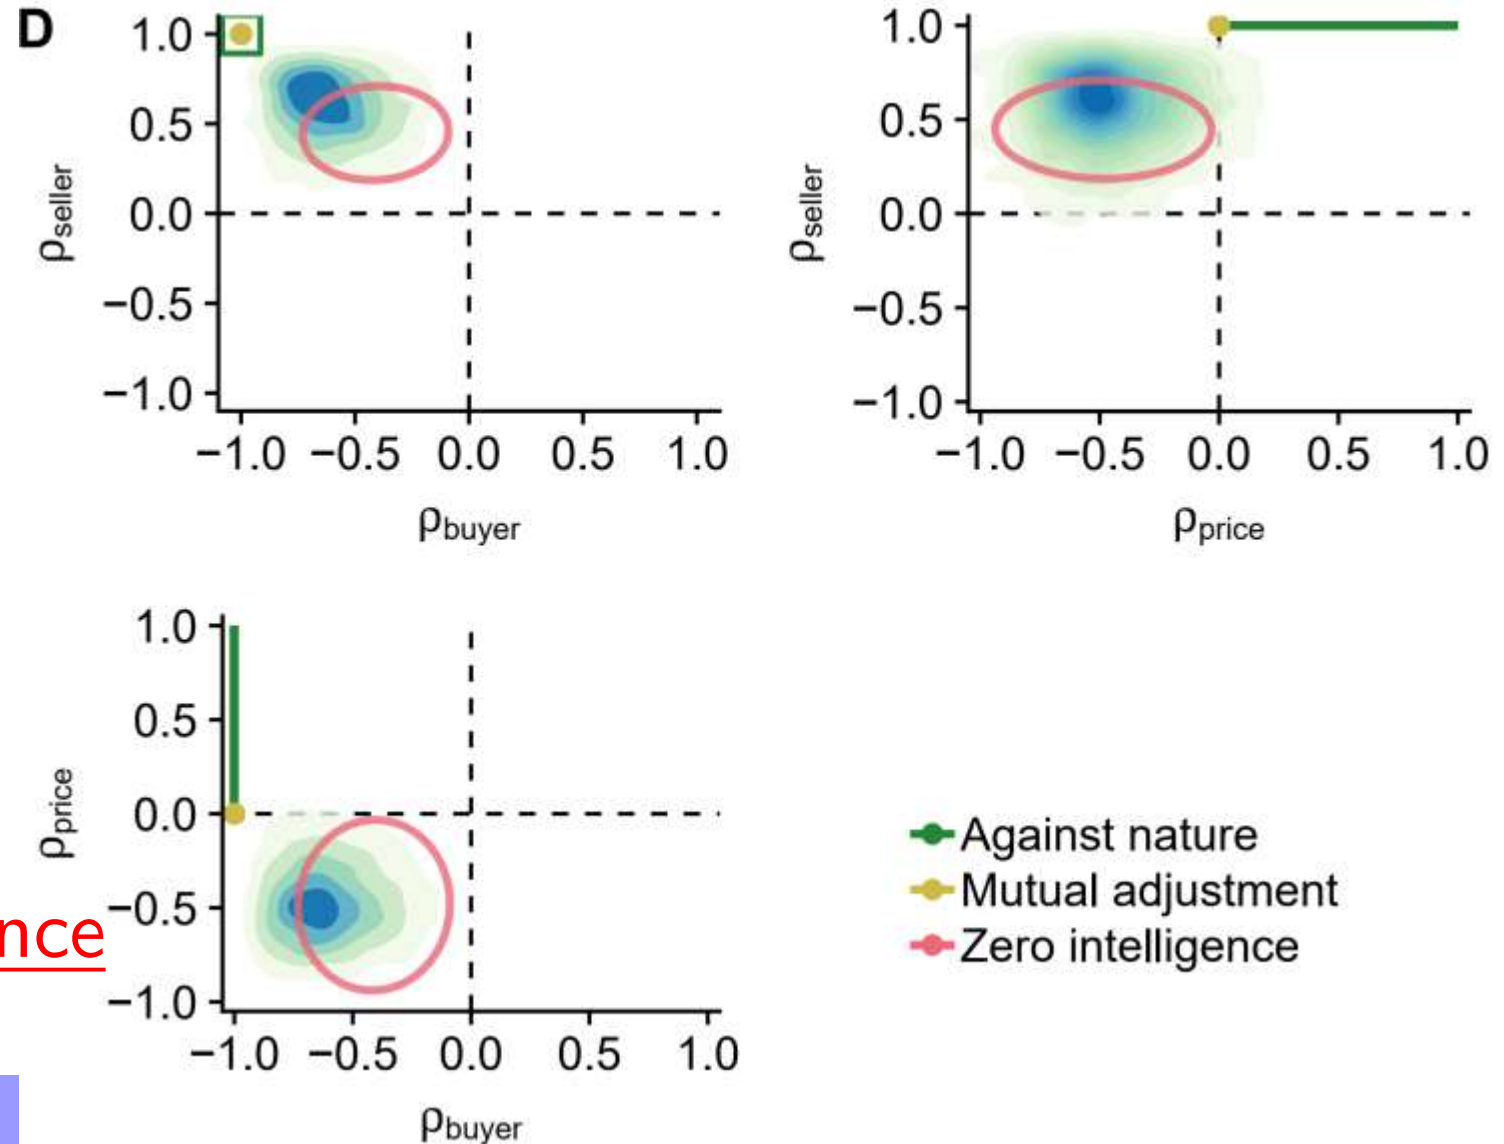 D
1.0
0.5
0.0
−0.5
−1.0
ρseller
−1.0 −0.5 0.0 0.5 1.0
ρbuyer
1.0
0.5
0.0
−0.5
−1.0
ρseller
−1.0 −0.5 0.0 0.5 1.0
ρprice
1.0
0.5
0.0
−0.5
−1.0
ρprice
−1.0 −0.5 0.0 0.5 1.0
ρbuyer
nce
Against nature
Mutual adjustment
Zero intelligence